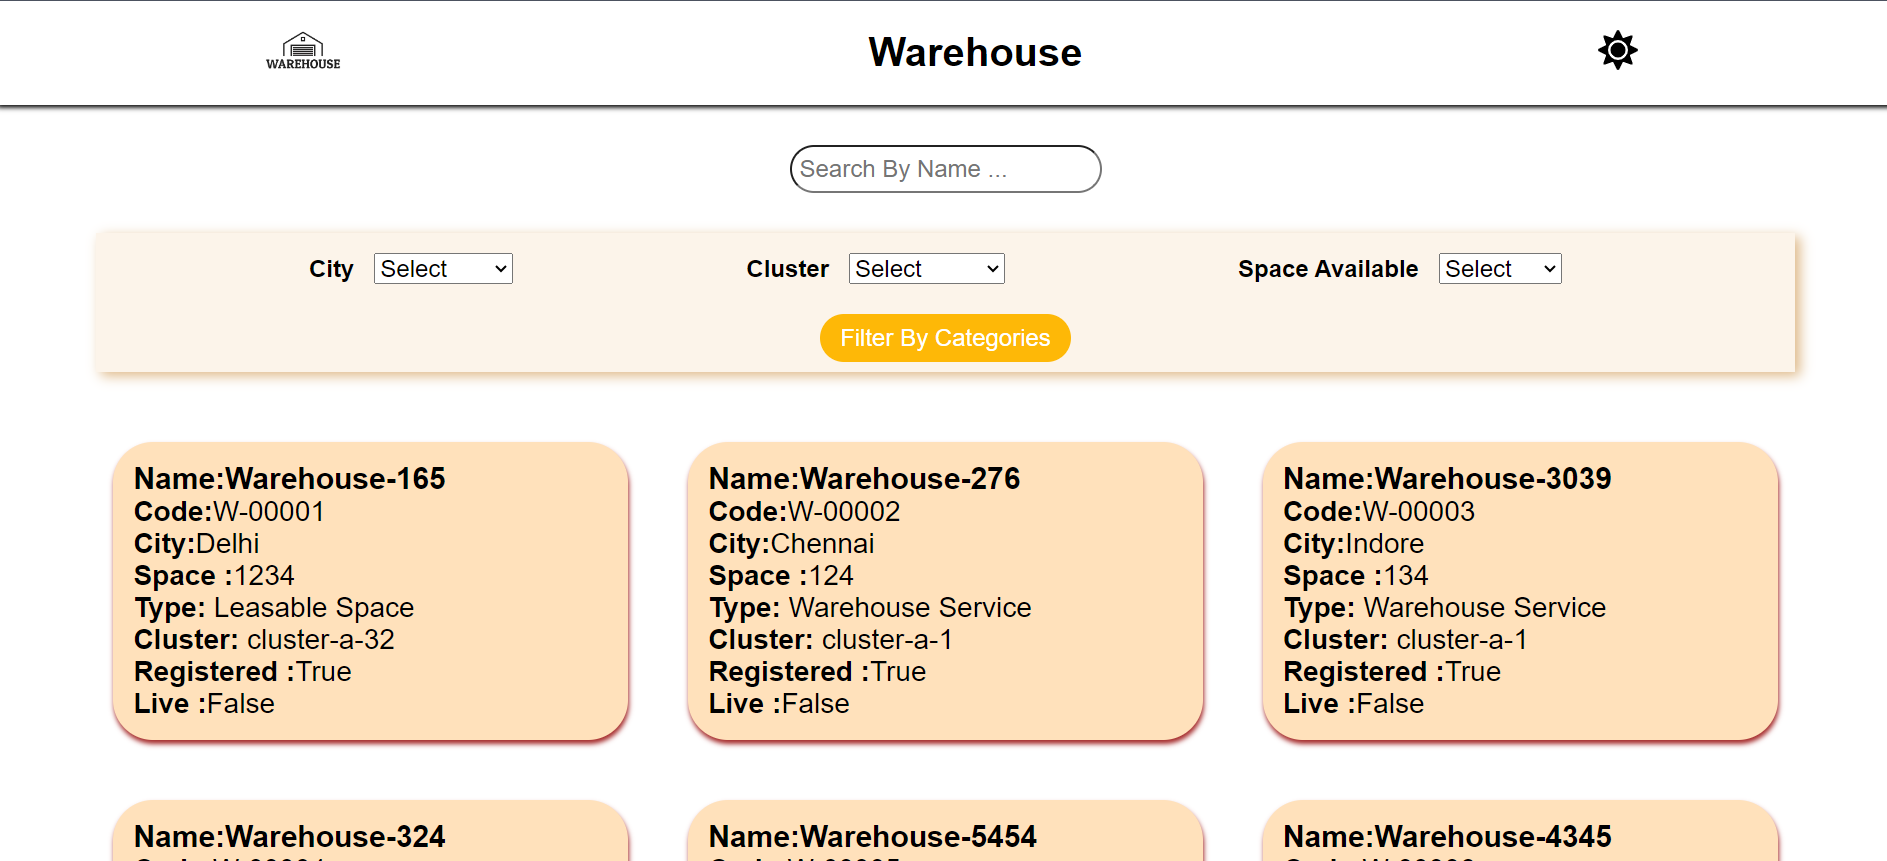 WAREHOUSE
Warehouse
Search By Name ...
City Select Cluster Select Space Available Select
Filter By Categories
Name:Warehouse-165
Code:W-00001
City:Delhi
Space :1234
Type: Leasable Space
Cluster: cluster-a-32
Registered :True
Live :False
Name:Warehouse-276
Code:W-00002
City:Chennai
Space :124
Type: Warehouse Service
Cluster: cluster-a-1
Registered :True
Live :False
Name:Warehouse-3039
Code:W-00003
City:Indore
Space :134
Type: Warehouse Service
Cluster: cluster-a-1
Registered :True
Live :False
Name:Warehouse-324
Name:Warehouse-5454
Name:Warehouse-4345